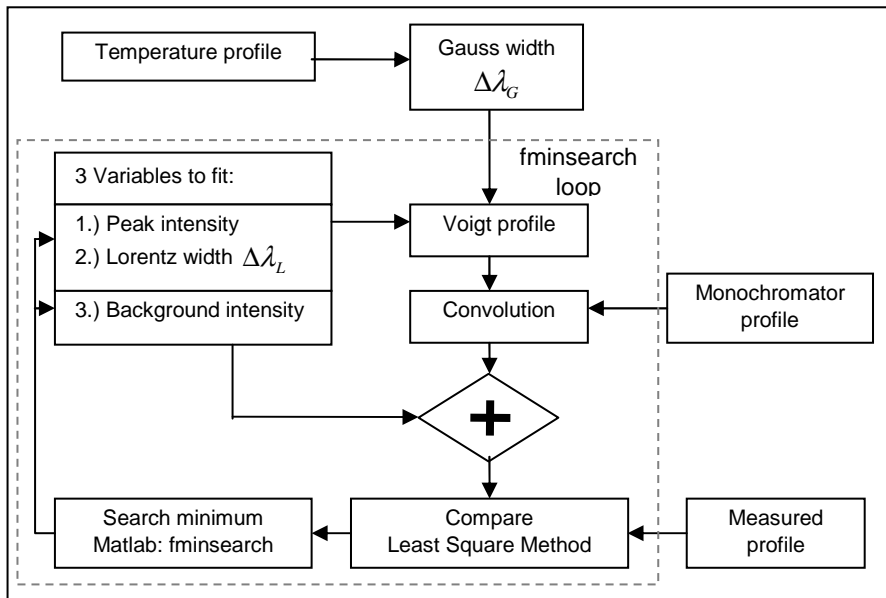 Temperature profile
Gauss width
Δλ_G
fminsearch
loop
3 Variables to fit:
1.) Peak intensity
2.) Lorentz width Δλ_L
3.) Background intensity
Voigt profile
Convolution
Monochromator
profile
+
Search minimum
Matlab: fminsearch
Compare
Least Square Method
Measured
profile